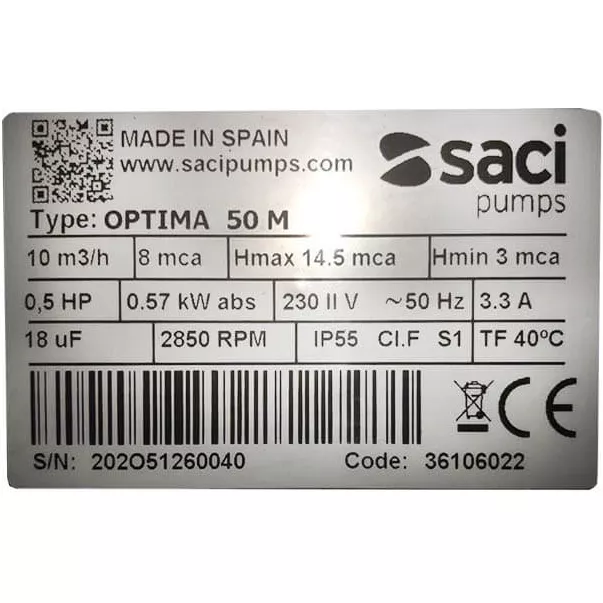 MADE IN SPAIN
www.sacipumps.com
saci
pumps
Type: OPTIMA 50 M
10 m3/h 8 mca Hmax 14.5 mca Hmin 3 mca
0,5 HP 0.57 kW abs 230 II V ~50 Hz 3.3 A
18 uF 2850 RPM IP55 Cl.F S1 TF 40ºC
CE
S/N: 202O51260040 Code: 36106022